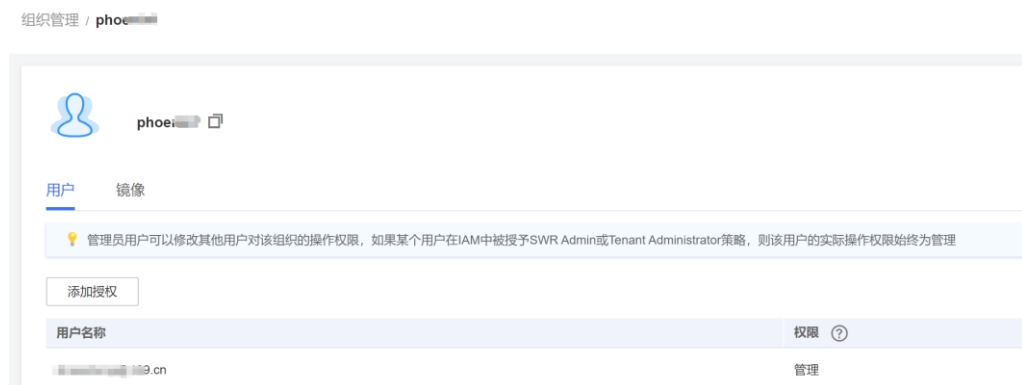 组织管理 / phoe
phoe
用户 镜像
管理员用户可以修改其他用户对该组织的操作权限，如果某个用户在IAM中被授予SWR Admin或Tenant Administrator策略，则该用户的实际操作权限始终为管理
添加授权
用户名称 权限 ?
9.cn 管理